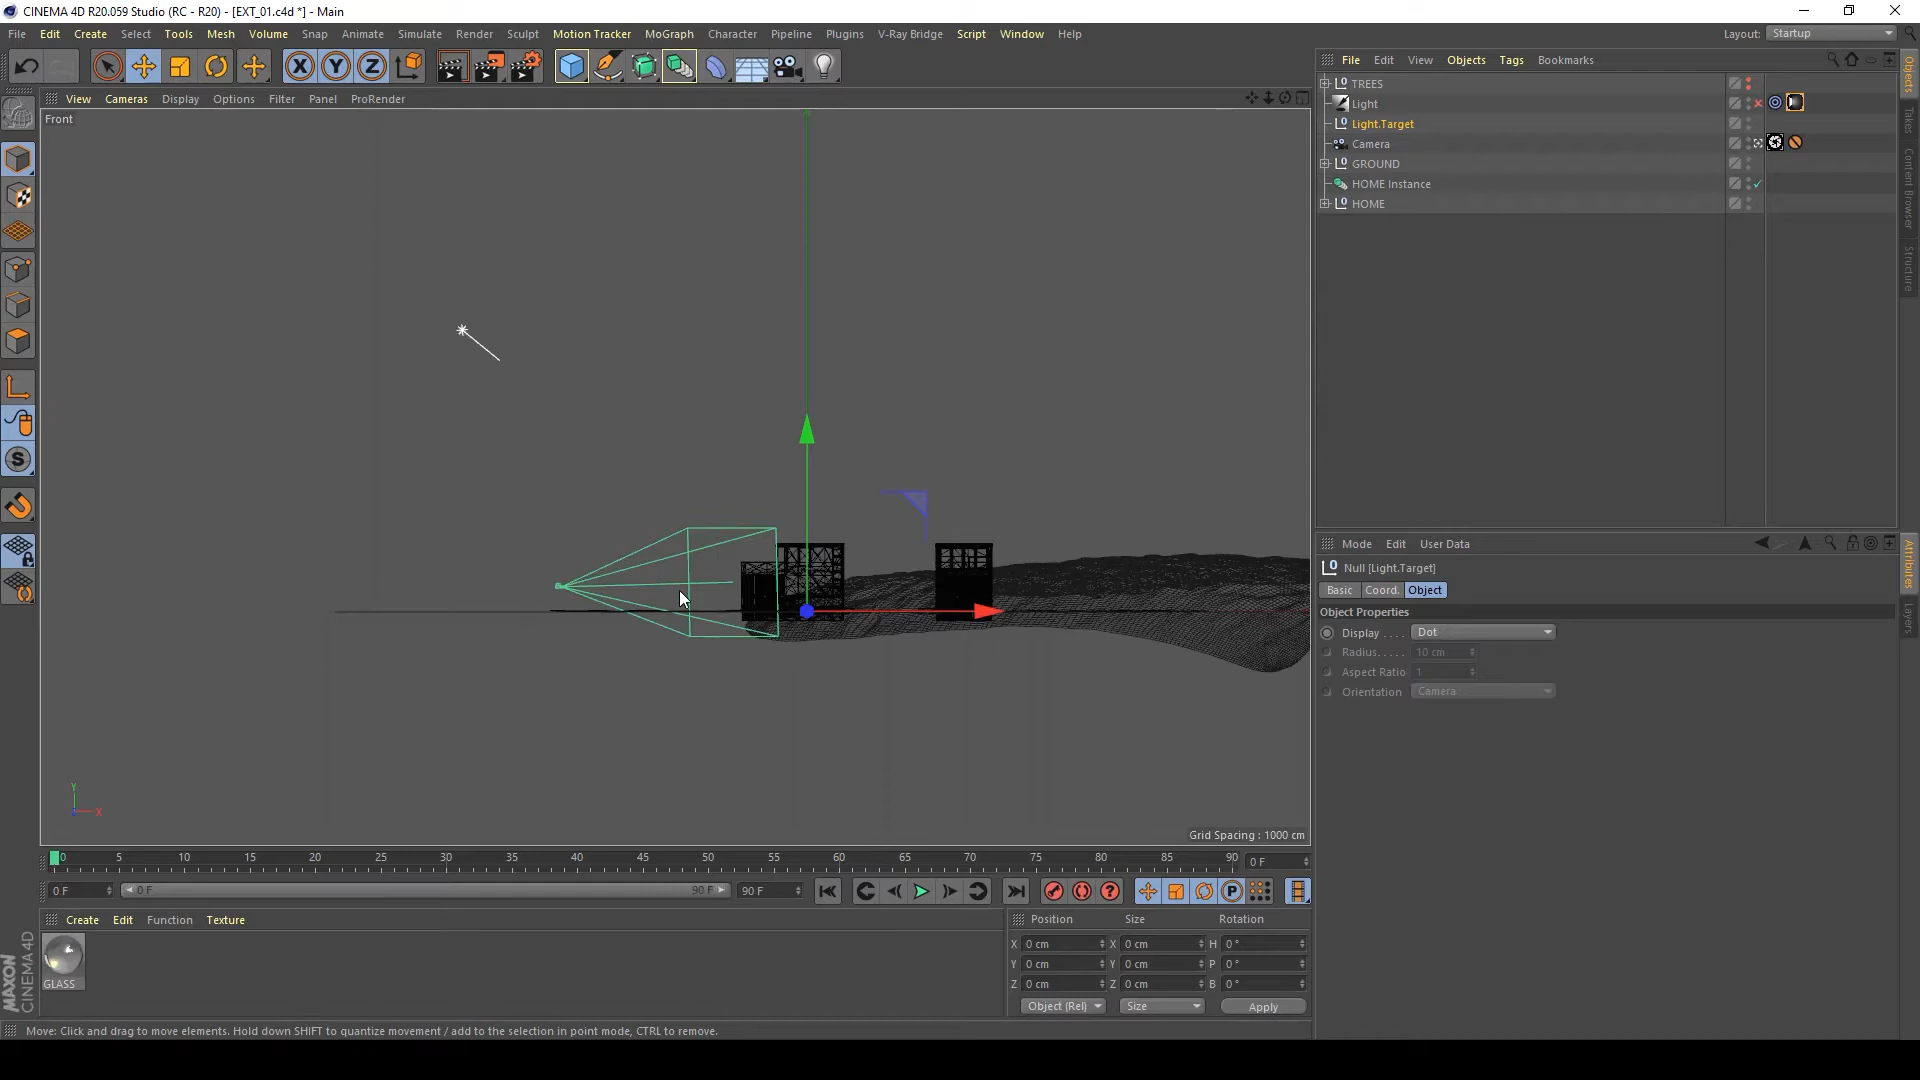 CINEMA 4D R20.059 Studio (RC - R20) - [EXT_01.c4d *] - Main
File Edit Create Select Tools Mesh Volume Snap Animate Simulate Render Sculpt Motion Tracker MoGraph Character Pipeline Plugins V-Ray Bridge Script Window Help
Layout: Startup
X Y Z
View Cameras Display Options Filter Panel ProRender
Front
File Edit View Objects Tags Bookmarks
TREES
Light
Light.Target
Camera
GROUND
HOME Instance
HOME
Objects
Takes
Content Browser
Structure
Mode Edit User Data
Null [Light.Target]
Basic Coord. Object
Object Properties
Display . . . . Dot
Radius. . . . . 10 cm
Aspect Ratio 1
Orientation Camera
Attributes
Layers
Y
X
Grid Spacing : 1000 cm
0 5 10 15 20 25 30 35 40 45 50 55 60 65 70 75 80 85 90 0 F
0 F 0 F 90 F 90 F
Create Edit Function Texture
GLASS
MAXON CINEMA 4D
Position Size Rotation
X 0 cm X 0 cm H 0 °
Y 0 cm Y 0 cm P 0 °
Z 0 cm Z 0 cm B 0 °
Object (Rel) Size Apply
Move: Click and drag to move elements. Hold down SHIFT to quantize movement / add to the selection in point mode, CTRL to remove.